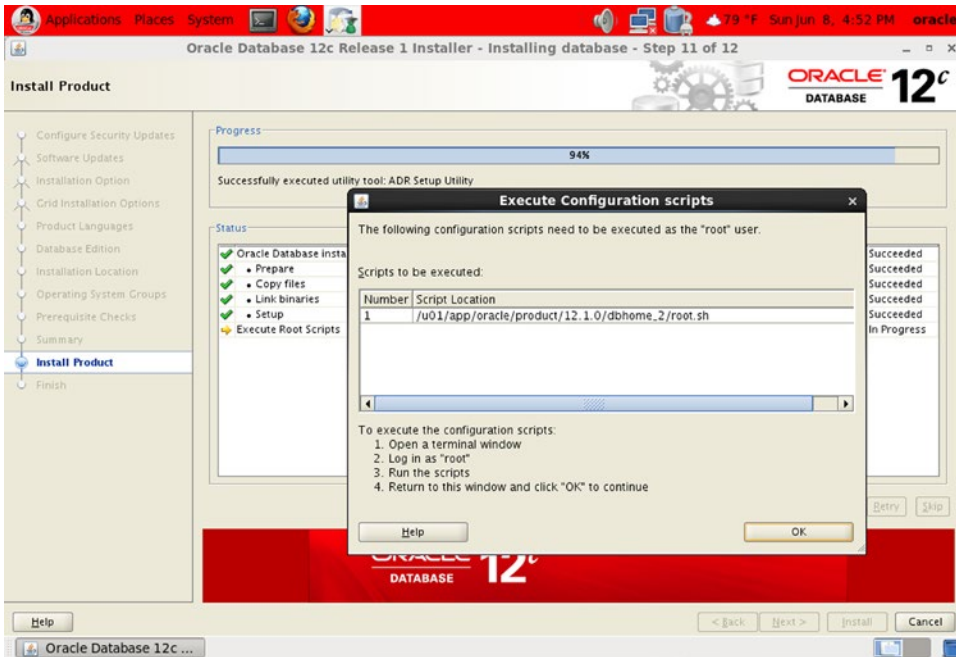 Applications Places System 79 °F Sun Jun 8, 4:52 PM oracle
Oracle Database 12c Release 1 Installer - Installing database - Step 11 of 12
Install Product
ORACLE
DATABASE 12c
Configure Security Updates
Software Updates
Installation Option
Grid Installation Options
Product Languages
Database Edition
Installation Location
Operating System Groups
Prerequisite Checks
Summary
Install Product
Finish
Progress
94%
Successfully executed utility tool: ADR Setup Utility
Status
Oracle Database insta Succeeded
• Prepare Succeeded
• Copy files Succeeded
• Link binaries Succeeded
• Setup Succeeded
Execute Root Scripts In Progress
Execute Configuration scripts
The following configuration scripts need to be executed as the "root" user.
Scripts to be executed:
Number Script Location
1 /u01/app/oracle/product/12.1.0/dbhome_2/root.sh
To execute the configuration scripts:
1. Open a terminal window
2. Log in as "root"
3. Run the scripts
4. Return to this window and click "OK" to continue
Help OK
Retry Skip
ORACLE
DATABASE 12c
Help < Back Next > Install Cancel
Oracle Database 12c ...